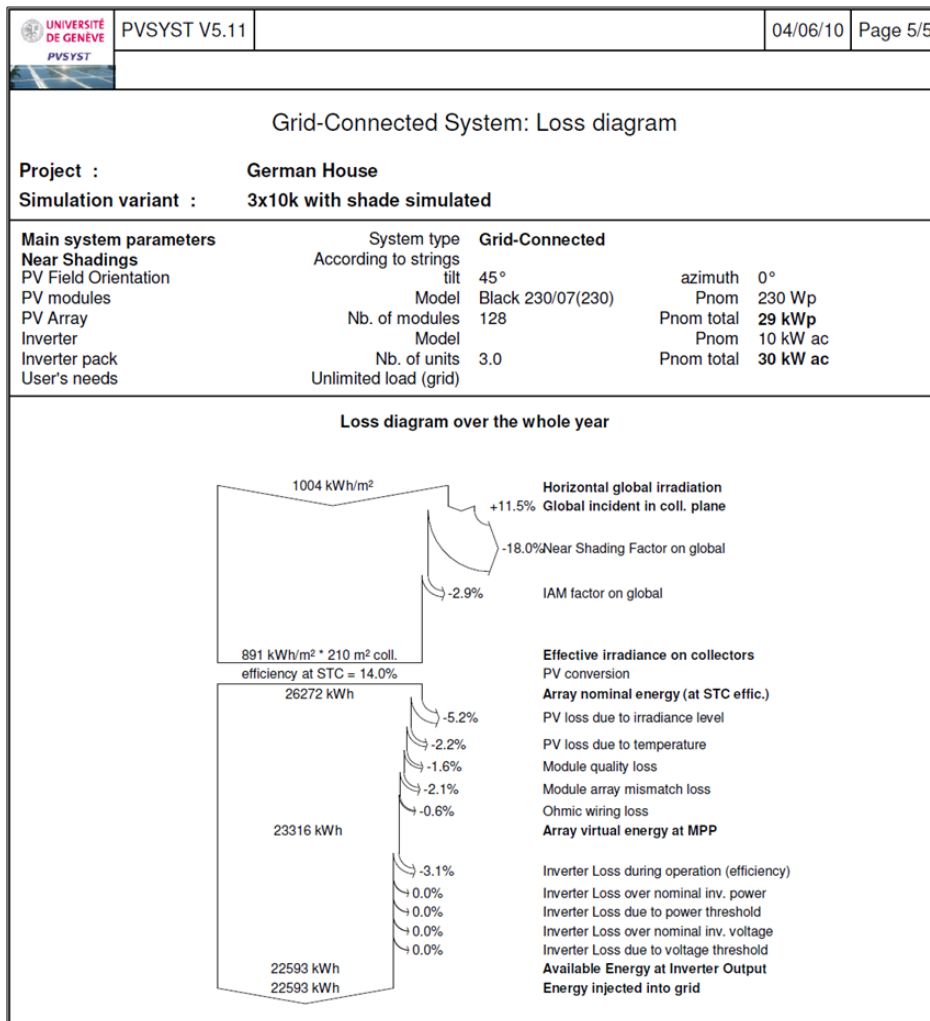 UNIVERSITÉ
DE GENÈVE
PVSYST
PVSYST V5.11 04/06/10 Page 5/5
Grid-Connected System: Loss diagram
Project : German House
Simulation variant : 3x10k with shade simulated
Main system parameters System type Grid-Connected
Near Shadings According to strings
PV Field Orientation tilt 45° azimuth 0°
PV modules Model Black 230/07(230) Pnom 230 Wp
PV Array Nb. of modules 128 Pnom total 29 kWp
Inverter Model Pnom 10 kW ac
Inverter pack Nb. of units 3.0 Pnom total 30 kW ac
User's needs Unlimited load (grid)
Loss diagram over the whole year
1004 kWh/m² Horizontal global irradiation
+11.5% Global incident in coll. plane
-18.0% Near Shading Factor on global
-2.9% IAM factor on global
891 kWh/m² * 210 m² coll. Effective irradiance on collectors
efficiency at STC = 14.0% PV conversion
26272 kWh Array nominal energy (at STC effic.)
-5.2% PV loss due to irradiance level
-2.2% PV loss due to temperature
-1.6% Module quality loss
-2.1% Module array mismatch loss
-0.6% Ohmic wiring loss
23316 kWh Array virtual energy at MPP
-3.1% Inverter Loss during operation (efficiency)
0.0% Inverter Loss over nominal inv. power
0.0% Inverter Loss due to power threshold
0.0% Inverter Loss over nominal inv. voltage
0.0% Inverter Loss due to voltage threshold
22593 kWh Available Energy at Inverter Output
22593 kWh Energy injected into grid